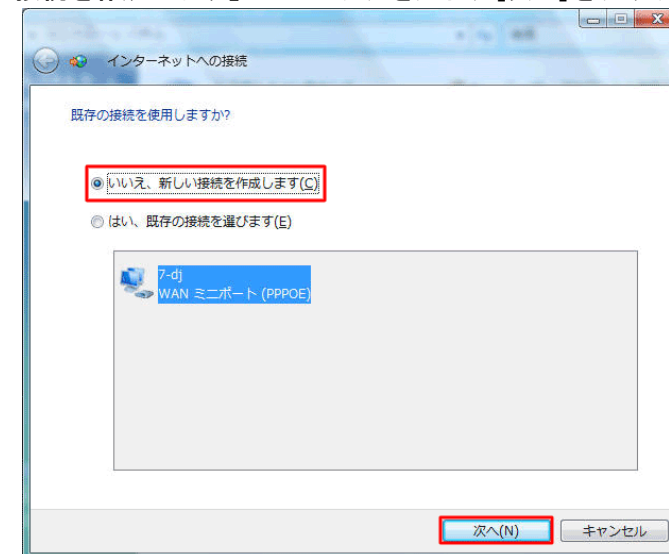 インターネットへの接続
既存の接続を使用しますか?
いいえ、新しい接続を作成します(C)
はい、既存の接続を選びます(E)
7-dj
WAN ミニポート (PPPOE)
次へ(N)
キャンセル